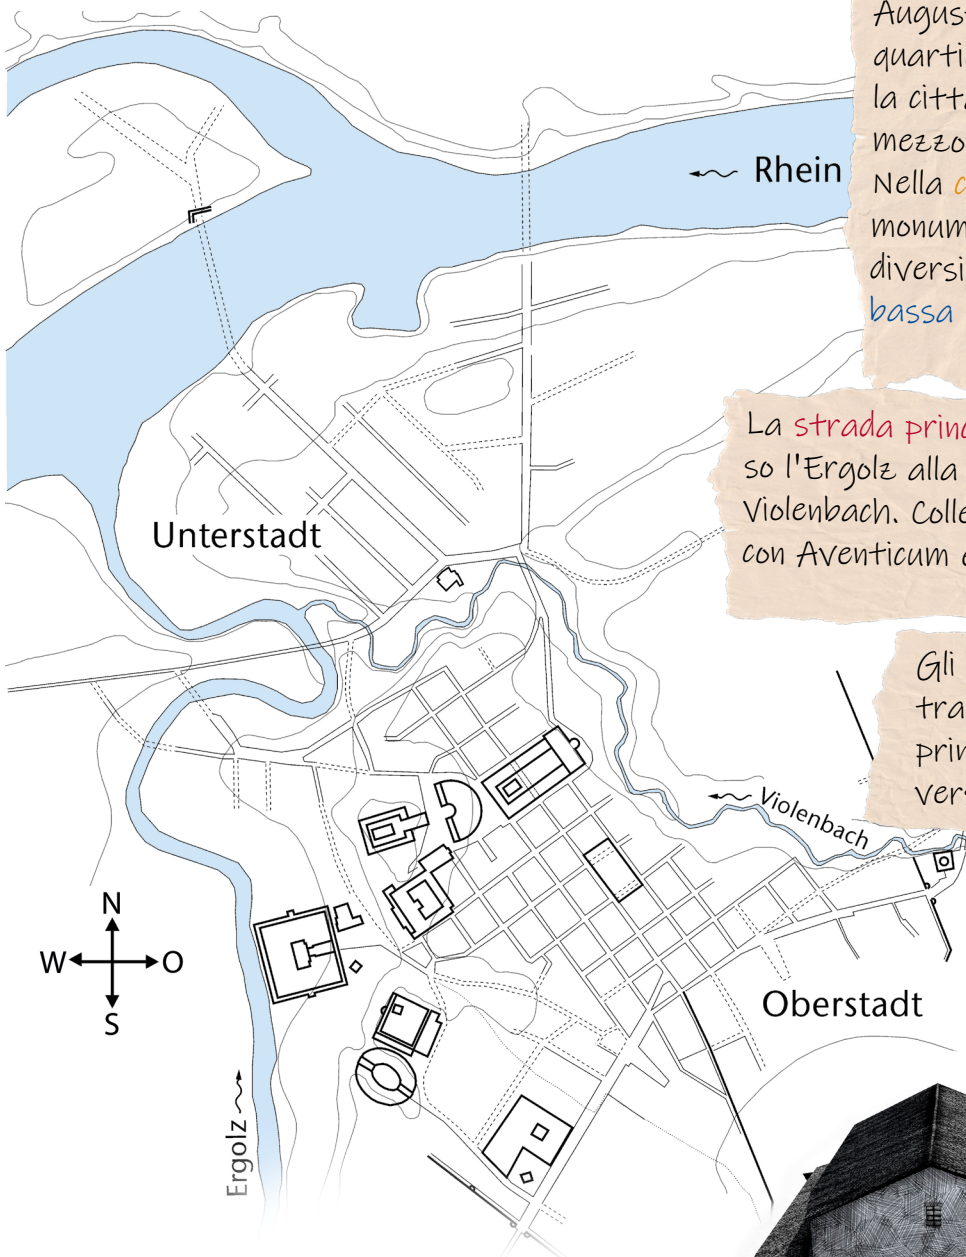 Augus
quarti
la citt
mezzo
Nella
monum
diversi
bassa
La strada princ
so l'Ergolz alla
Violenbach. Colle
con Aventicum
Gli
tra
prin
vers
Rhein
Unterstadt
Violenbach
N
W O
S
Oberstadt
Ergolz